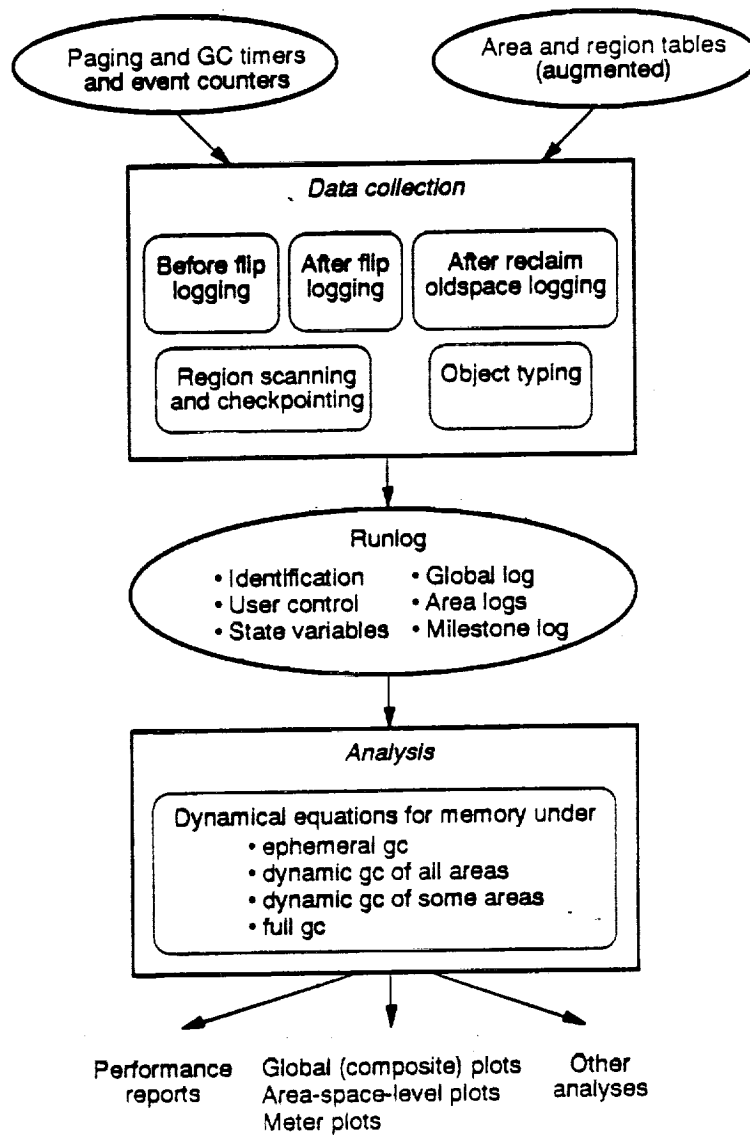 Paging and GC timers
and event counters
Area and region tables
(augmented)
Data collection
Before flip
logging
After flip
logging
After reclaim
oldspace logging
Region scanning
and checkpointing
Object typing
Runlog
• Identification
• User control
• State variables
• Global log
• Area logs
• Milestone log
Analysis
Dynamical equations for memory under
• ephemeral gc
• dynamic gc of all areas
• dynamic gc of some areas
• full gc
Performance
reports
Global (composite) plots
Area-space-level plots
Meter plots
Other
analyses